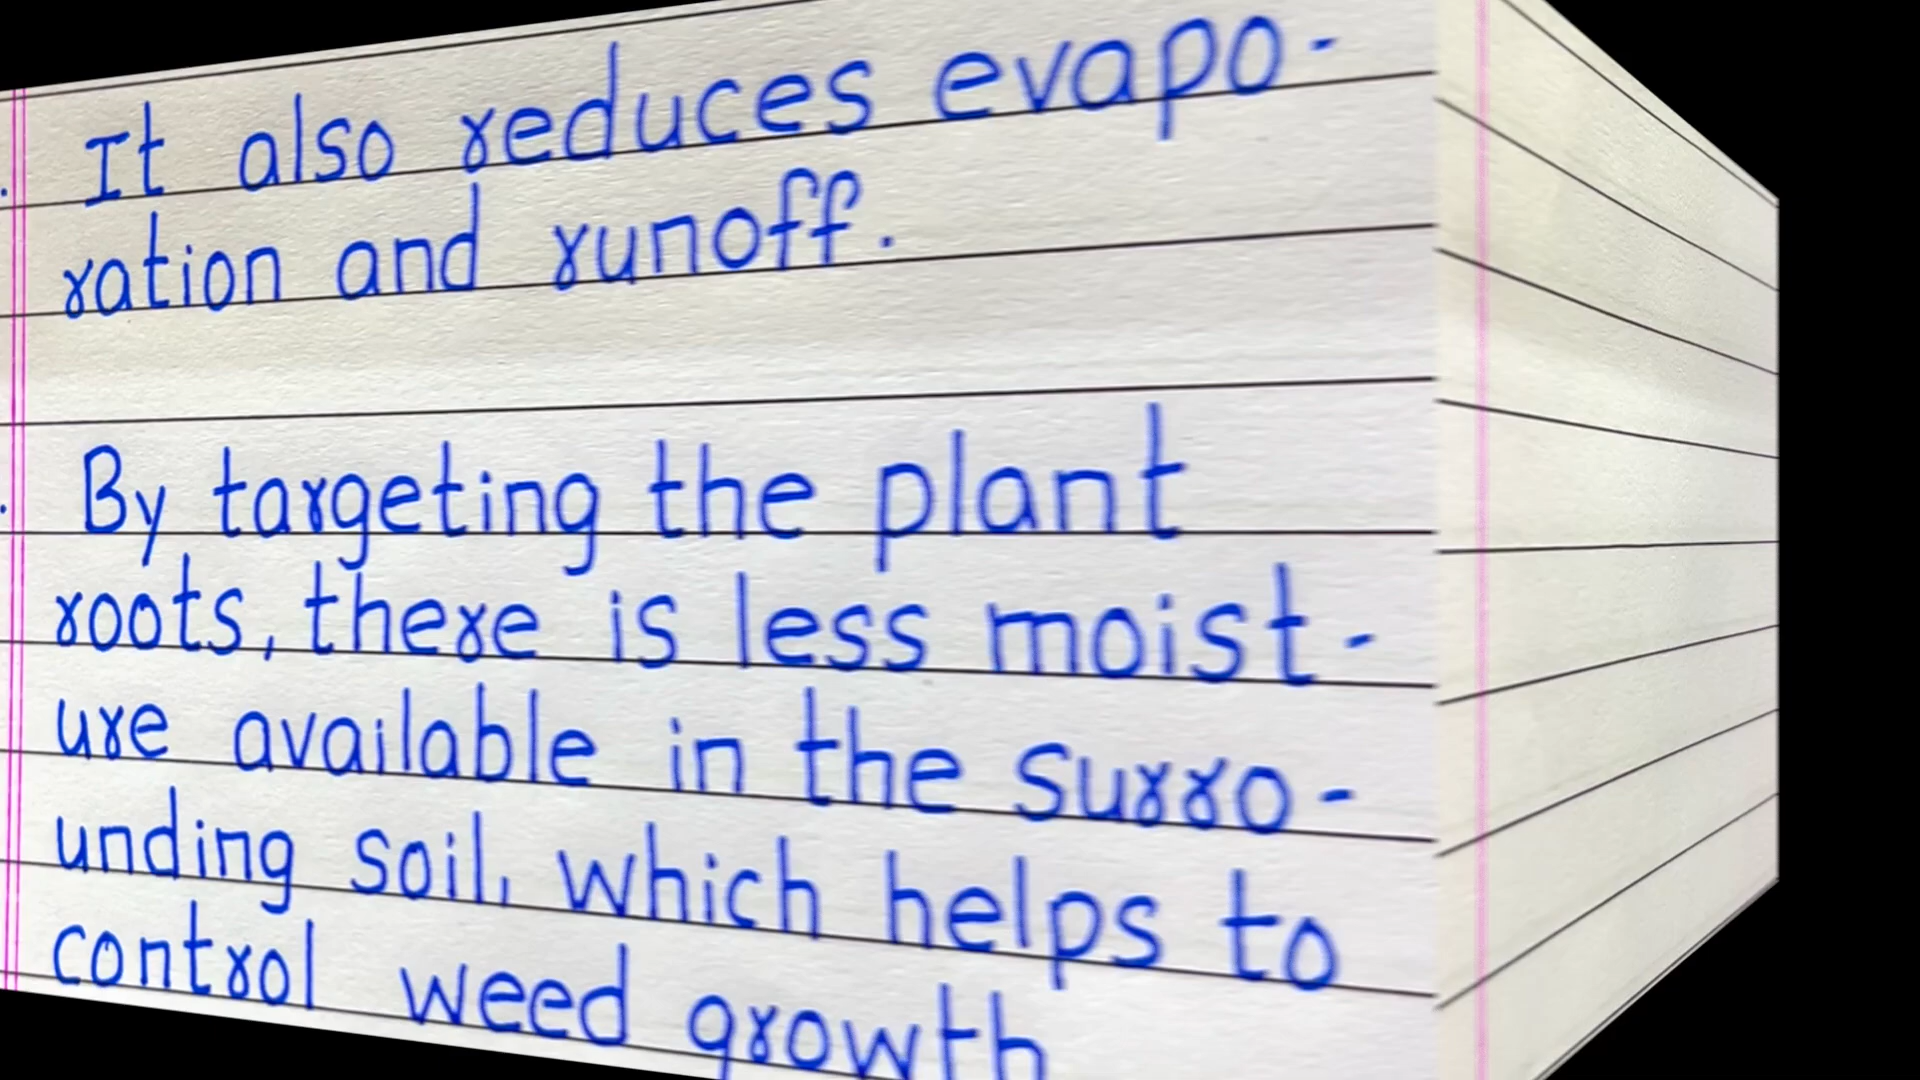 . It also reduces evapo-
ration and runoff.
. By targeting the plant
roots, there is less moist-
ure available in the surro-
unding soil, which helps to
control weed growth